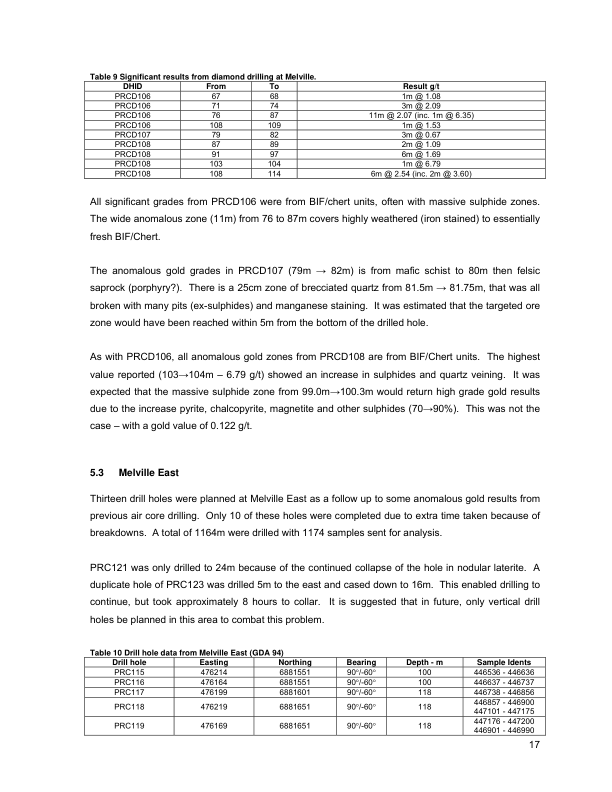 Table 9 Significant results from diamond drilling at Melville.
DHID From To Result g/t
PRCD106 67 68 1m @ 1.08
PRCD106 71 74 3m @ 2.09
PRCD106 76 87 11m @ 2.07 (inc. 1m @ 6.35)
PRCD106 108 109 1m @ 1.53
PRCD107 79 82 3m @ 0.67
PRCD108 87 89 2m @ 1.09
PRCD108 91 97 6m @ 1.69
PRCD108 103 104 1m @ 6.79
PRCD108 108 114 6m @ 2.54 (inc. 2m @ 3.60)
All significant grades from PRCD106 were from BIF/chert units, often with massive sulphide zones.
The wide anomalous zone (11m) from 76 to 87m covers highly weathered (iron stained) to essentially
fresh BIF/Chert.
The anomalous gold grades in PRCD107 (79m → 82m) is from mafic schist to 80m then felsic
saprock (porphyry?). There is a 25cm zone of brecciated quartz from 81.5m → 81.75m, that was all
broken with many pits (ex-sulphides) and manganese staining. It was estimated that the targeted ore
zone would have been reached within 5m from the bottom of the drilled hole.
As with PRCD106, all anomalous gold zones from PRCD108 are from BIF/Chert units. The highest
value reported (103→104m – 6.79 g/t) showed an increase in sulphides and quartz veining. It was
expected that the massive sulphide zone from 99.0m→100.3m would return high grade gold results
due to the increase pyrite, chalcopyrite, magnetite and other sulphides (70→90%). This was not the
case – with a gold value of 0.122 g/t.
5.3 Melville East
Thirteen drill holes were planned at Melville East as a follow up to some anomalous gold results from
previous air core drilling. Only 10 of these holes were completed due to extra time taken because of
breakdowns. A total of 1164m were drilled with 1174 samples sent for analysis.
PRC121 was only drilled to 24m because of the continued collapse of the hole in nodular laterite. A
duplicate hole of PRC123 was drilled 5m to the east and cased down to 16m. This enabled drilling to
continue, but took approximately 8 hours to collar. It is suggested that in future, only vertical drill
holes be planned in this area to combat this problem.
Table 10 Drill hole data from Melville East (GDA 94)
Drill hole Easting Northing Bearing Depth - m Sample Idents
PRC115 476214 6881551 90°/-60° 100 446536 - 446636
PRC116 476164 6881551 90°/-60° 100 446637 - 446737
PRC117 476199 6881601 90°/-60° 118 446738 - 446856
PRC118 476219 6881651 90°/-60° 118 446857 - 446900
447101 - 447175
PRC119 476169 6881651 90°/-60° 118 447176 - 447200
446901 - 446990
17